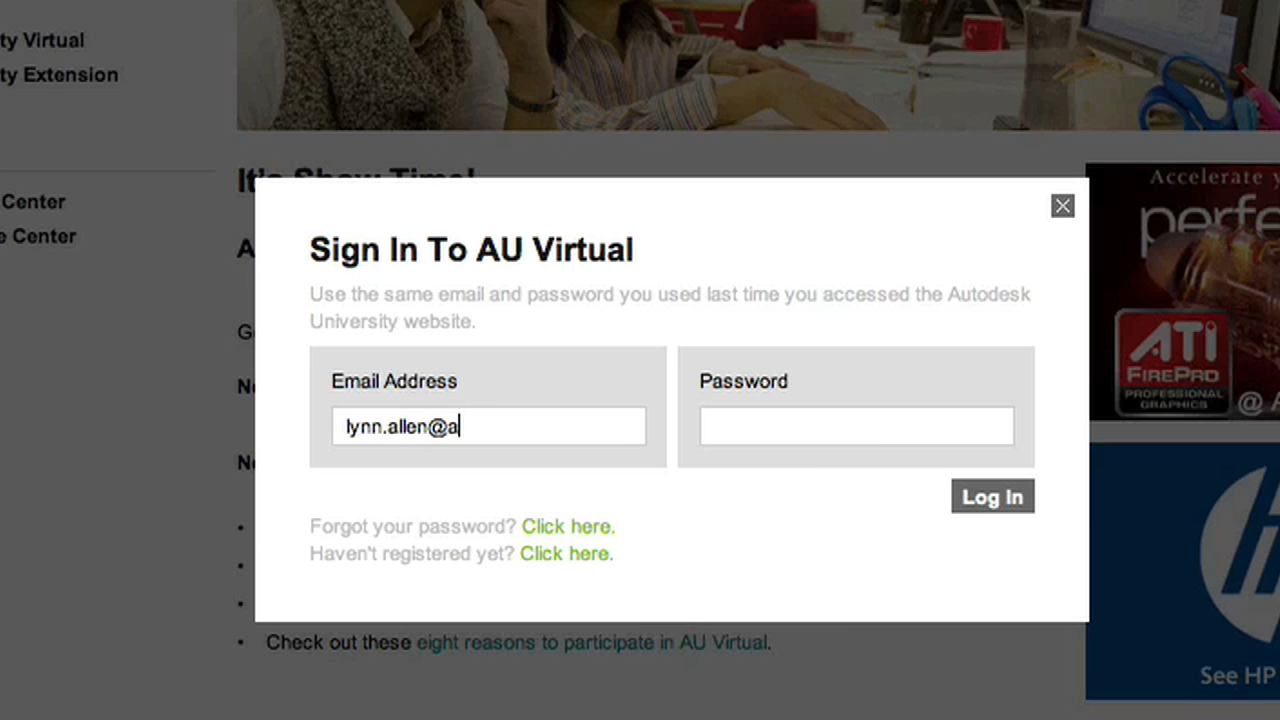 ty Virtual
ty Extension
Center
e Center
It's Show Time!
Sign In To AU Virtual
Use the same email and password you used last time you accessed the Autodesk
University website.
Email Address
lynn.allen@a
Password
Log In
Forgot your password? Click here.
Haven't registered yet? Click here.
• Check out these eight reasons to participate in AU Virtual.
Accelerate y
perfe
ATI
FIREPRO
PROFESSIONAL
GRAPHICS
@ A
See HP